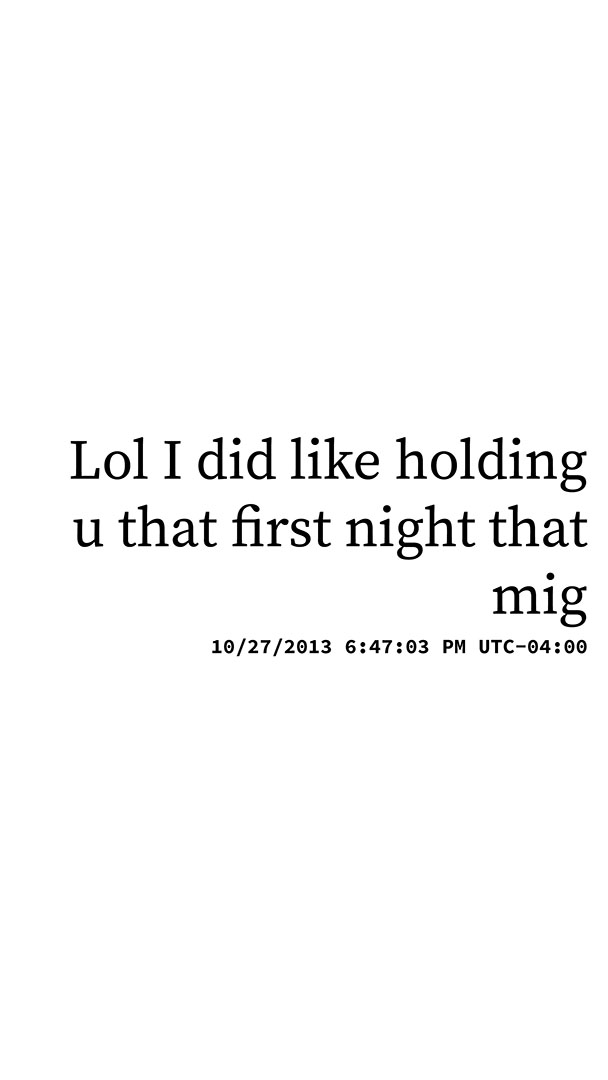 Lol I did like holding
u that first night that
mig
10/27/2013 6:47:03 PM UTC-04:00